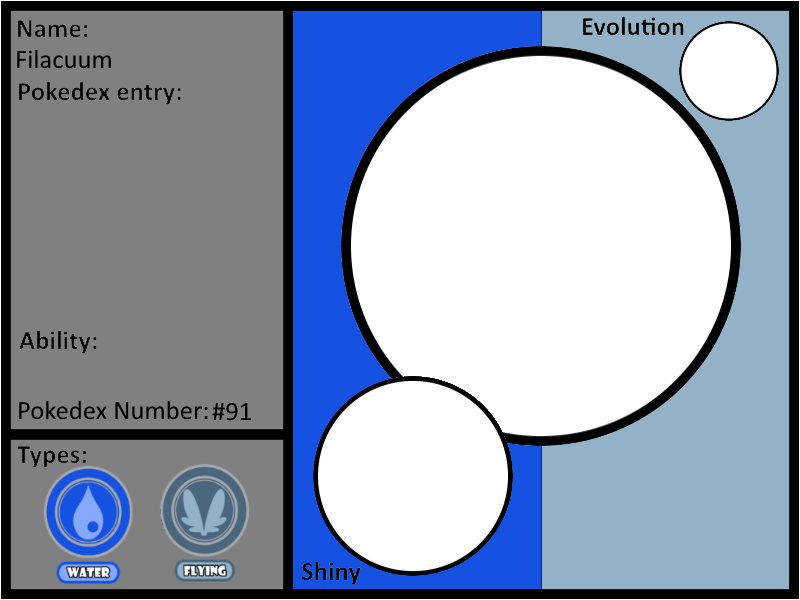 Name:
Filacuum
Pokedex entry:
Ability:
Pokedex Number: #91
Types:
WATER
FLYING
Evolution
Shiny